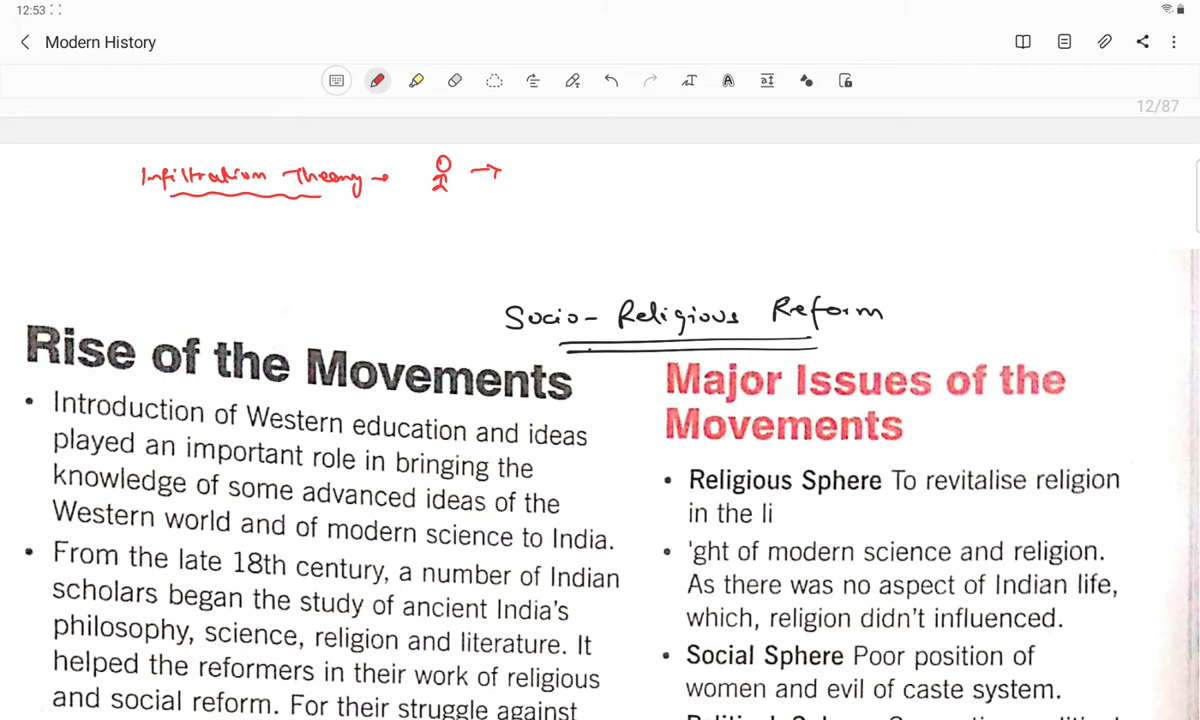 12:53
Modern History
12/87
Infiltration Theory →
Socio-Religious Reform
Rise of the Movements
• Introduction of Western education and ideas
played an important role in bringing the
knowledge of some advanced ideas of the
Western world and of modern science to India.
• From the late 18th century, a number of Indian
scholars began the study of ancient India's
philosophy, science, religion and literature. It
helped the reformers in their work of religious
and social reform. For their struggle against
Major Issues of the
Movements
• Religious Sphere To revitalise religion
in the li
• 'ght of modern science and religion.
As there was no aspect of Indian life,
which, religion didn't influenced.
• Social Sphere Poor position of
women and evil of caste system.